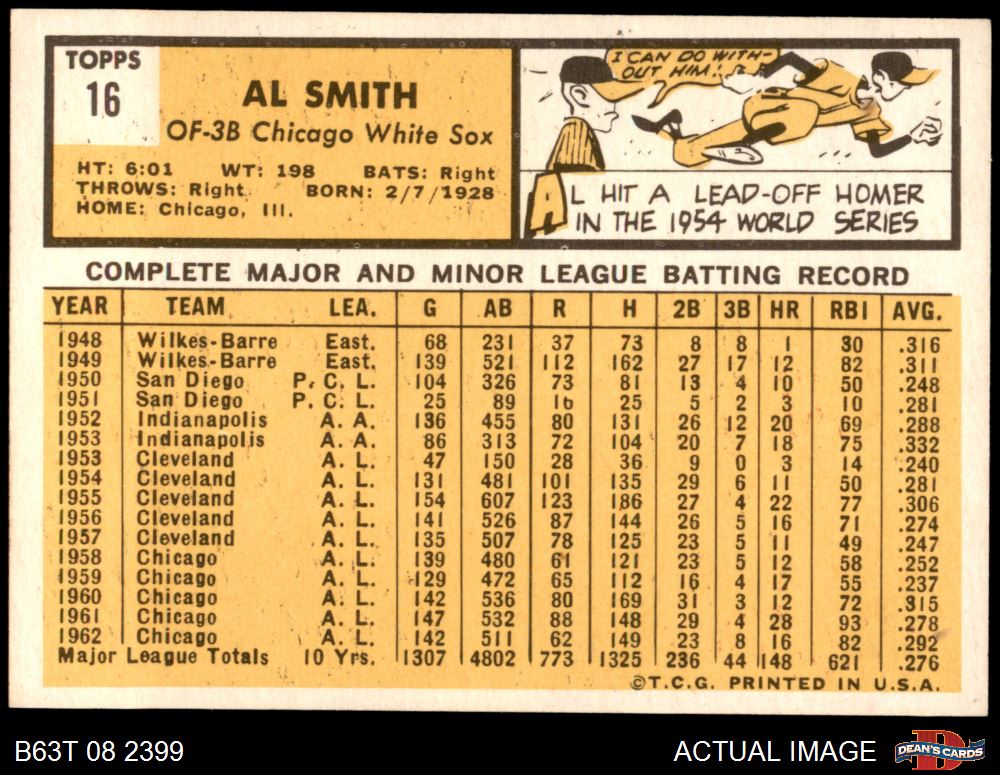 TOPPS
16
AL SMITH
OF-3B Chicago White Sox
HT: 6:01 WT: 198 BATS: Right
THROWS: Right BORN: 2/7/1928
HOME: Chicago, Ill.
I CAN DO WITH-
OUT HIM!
AL HIT A LEAD-OFF HOMER
IN THE 1954 WORLD SERIES
COMPLETE MAJOR AND MINOR LEAGUE BATTING RECORD
YEAR TEAM LEA. G AB R H 2B 3B HR RBI AVG.
1948 Wilkes-Barre East. 68 231 37 73 8 8 1 30 .316
1949 Wilkes-Barre East. 139 521 112 162 27 17 12 82 .311
1950 San Diego P. C. L. 104 326 73 81 13 4 10 50 .248
1951 San Diego P. C. L. 25 89 16 25 5 2 3 10 .281
1952 Indianapolis A. A. 136 455 80 131 26 12 20 69 .288
1953 Indianapolis A. A. 86 313 72 104 20 7 18 75 .332
1953 Cleveland A. L. 47 150 28 36 9 0 3 14 .240
1954 Cleveland A. L. 131 481 101 135 29 6 11 50 .281
1955 Cleveland A. L. 154 607 123 186 27 4 22 77 .306
1956 Cleveland A. L. 141 526 87 144 26 5 16 71 .274
1957 Cleveland A. L. 135 507 78 125 23 5 11 49 .247
1958 Chicago A. L. 139 480 61 121 23 5 12 58 .252
1959 Chicago A. L. 129 472 65 112 16 4 17 55 .237
1960 Chicago A. L. 142 536 80 169 31 3 12 72 .315
1961 Chicago A. L. 147 532 88 148 29 4 28 93 .278
1962 Chicago A. L. 142 511 62 149 23 8 16 82 .292
Major League Totals 10 Yrs. 1307 4802 773 1325 236 44 148 621 .276
©T.C.G. PRINTED IN U.S.A.
B63T 08 2399
ACTUAL IMAGE
DEAN'S CARDS